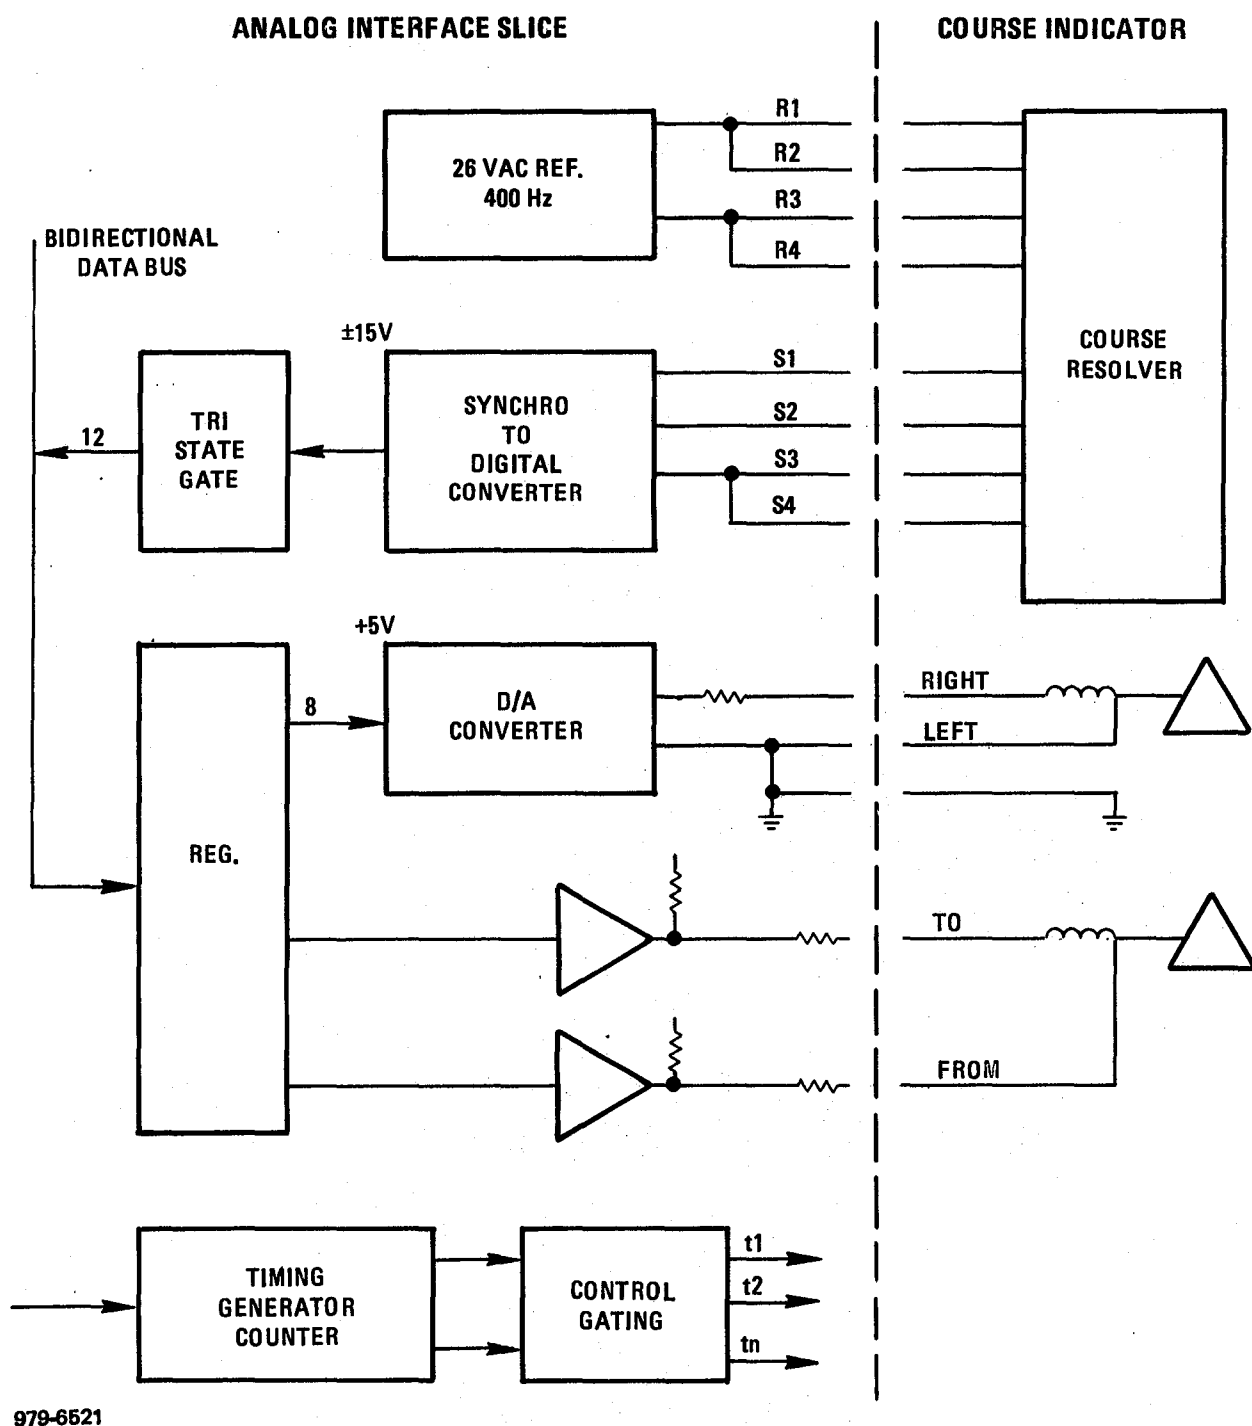 ANALOG INTERFACE SLICE
COURSE INDICATOR
26 VAC REF.
400 Hz
R1
R2
R3
R4
BIDIRECTIONAL
DATA BUS
COURSE
RESOLVER
±15V
TRI
STATE
GATE
12
SYNCHRO
TO
DIGITAL
CONVERTER
S1
S2
S3
S4
+5V
8
D/A
CONVERTER
RIGHT
LEFT
REG.
TO
FROM
TIMING
GENERATOR
COUNTER
CONTROL
GATING
t1
t2
tn
979-6521